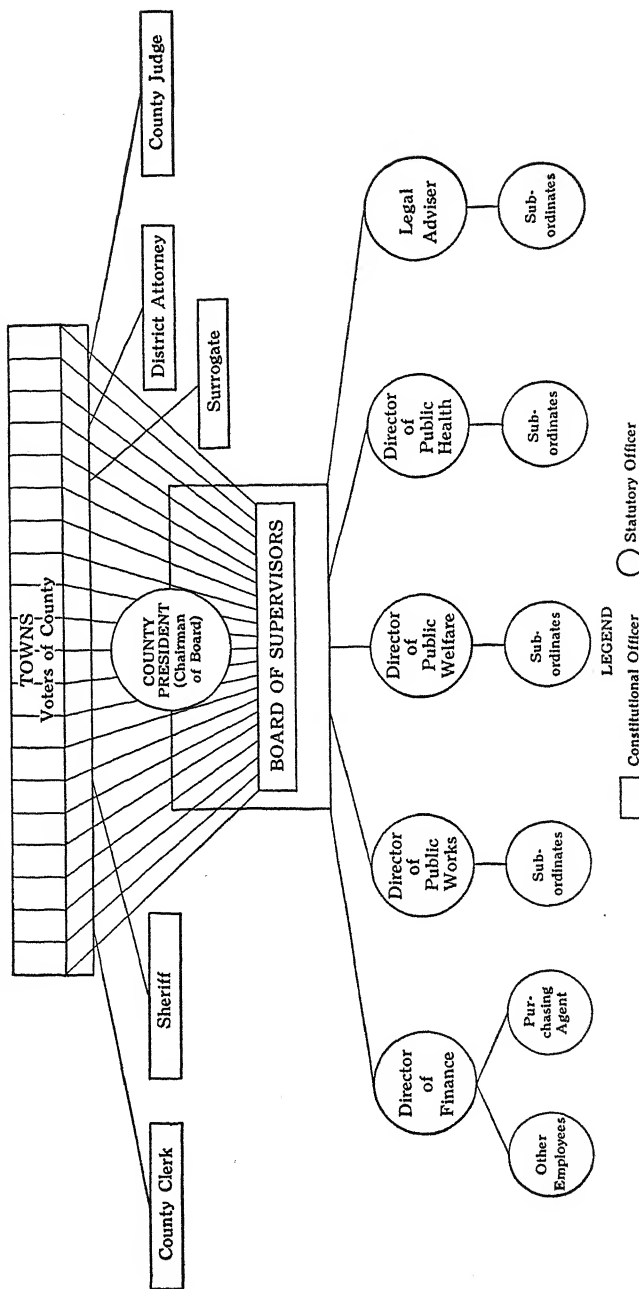 TOWNS
Voters of County
County Clerk
Sheriff
Surrogate
District Attorney
County Judge
COUNTY
PRESIDENT
(Chairman
of Board)
BOARD OF SUPERVISORS
Director
of
Finance
Director
of
Public
Works
Director
of
Public
Welfare
Director
of
Public
Health
Legal
Adviser
Other
Employees
Pur-
chasing
Agent
Sub-
ordinates
Sub-
ordinates
Sub-
ordinates
Sub-
ordinates
LEGEND
Constitutional Officer
Statutory Officer